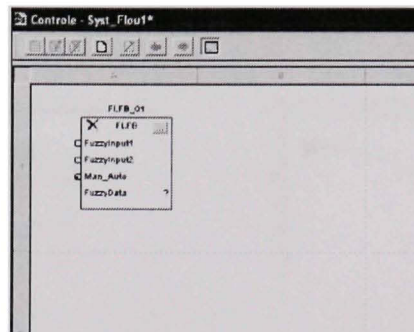 Controle - Syst_Flou1*
A
B
FLFB_01
FLFB
...
FuzzyInput1
FuzzyInput2
Man_Auto
FuzzyData ?